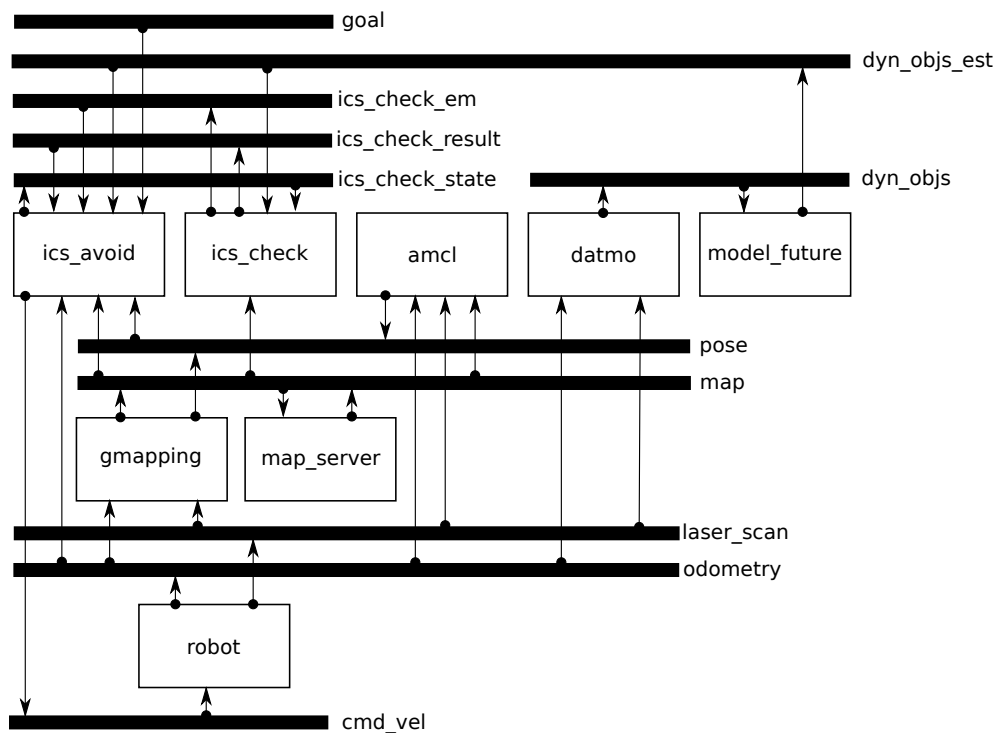 goal
dyn_objs_est
ics_check_em
ics_check_result
ics_check_state
dyn_objs
ics_avoid
ics_check
amcl
datmo
model_future
pose
map
gmapping
map_server
laser_scan
odometry
robot
cmd_vel